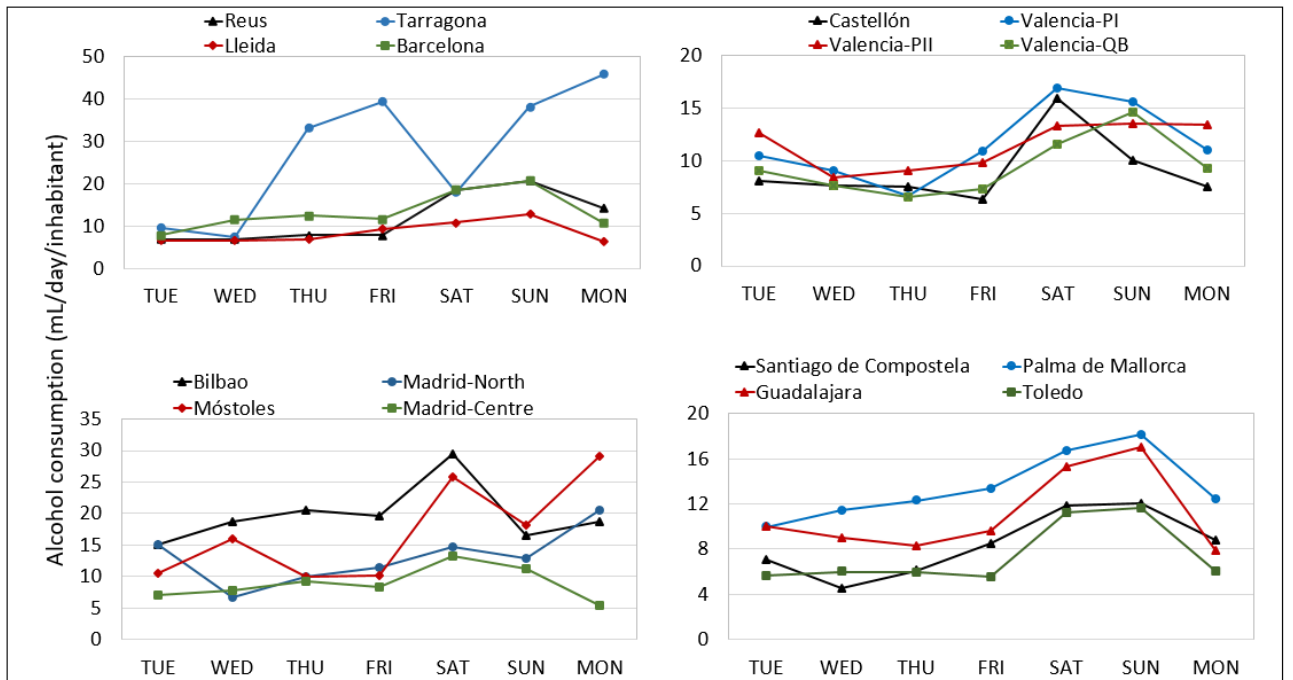 Alcohol consumption (mL/day/inhabitant)
Reus Tarragona
Lleida Barcelona
50
40
30
20
10
0
TUE WED THU FRI SAT SUN MON
Castellón Valencia-PI
Valencia-PII Valencia-QB
20
15
10
5
0
TUE WED THU FRI SAT SUN MON
Bilbao Madrid-North
Móstoles Madrid-Centre
35
30
25
20
15
10
5
0
TUE WED THU FRI SAT SUN MON
Santiago de Compostela Palma de Mallorca
Guadalajara Toledo
20
16
12
8
4
0
TUE WED THU FRI SAT SUN MON